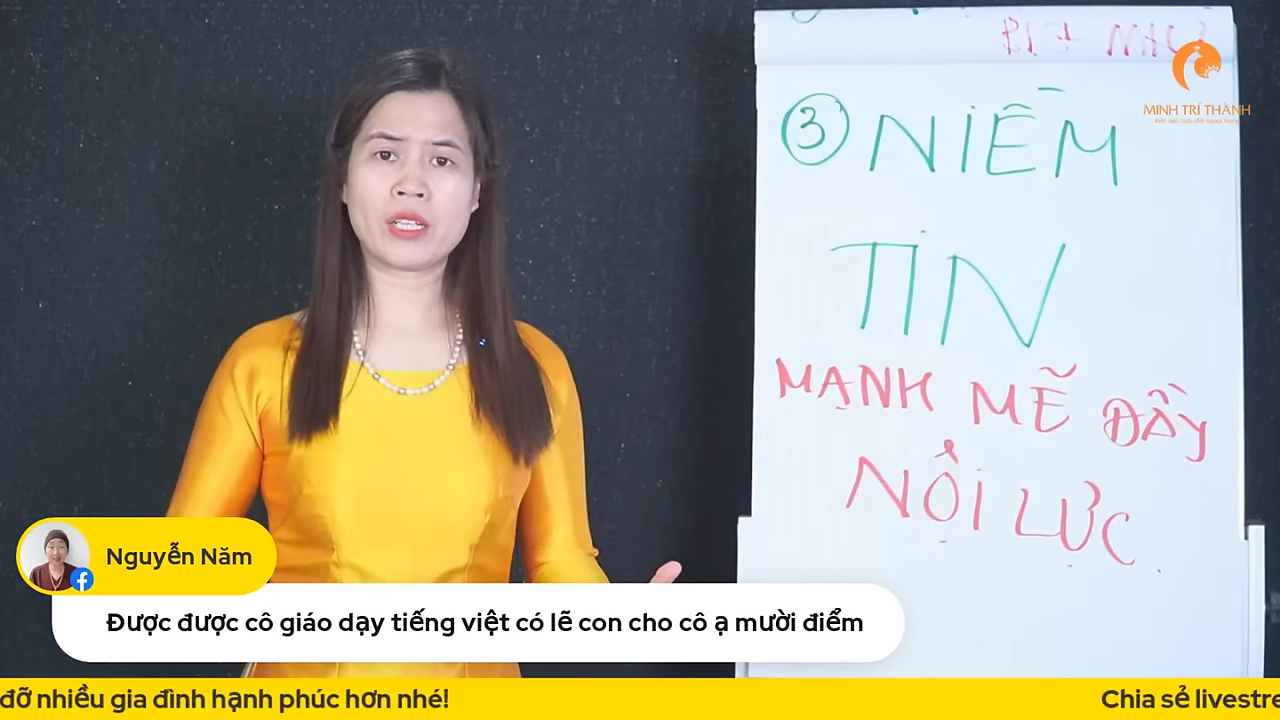 MINH TRÍ THÀNH
③ NIỀM
TIN
MẠNH MẼ ĐẦY
NỘI LỰC.
Nguyễn Năm
Được được cô giáo dạy tiếng việt có lẽ con cho cô ạ mười điểm
đỡ nhiều gia đình hạnh phúc hơn nhé!
Chia sẻ livestre